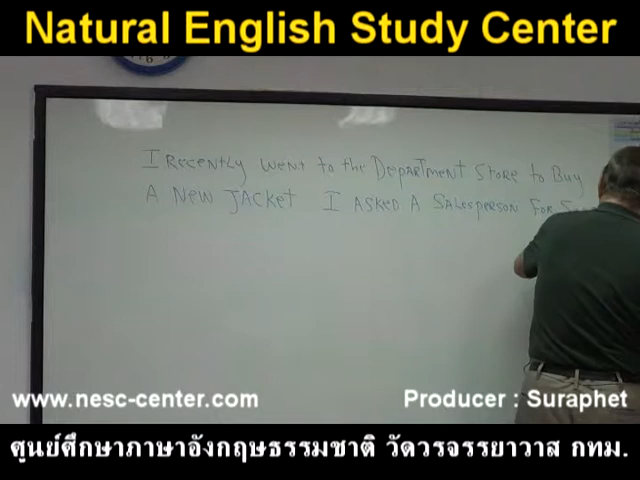 Natural English Study Center
I RECENTLY WENT to the DEPARTMENT STORE to BUY
A NEW JACKET I ASKED A SALESPERSON FOR
www.nesc-center.com
Producer : Suraphet
ศูนย์ศึกษาภาษาอังกฤษธรรมชาติ วัดวรจรรยาวาส กทม.